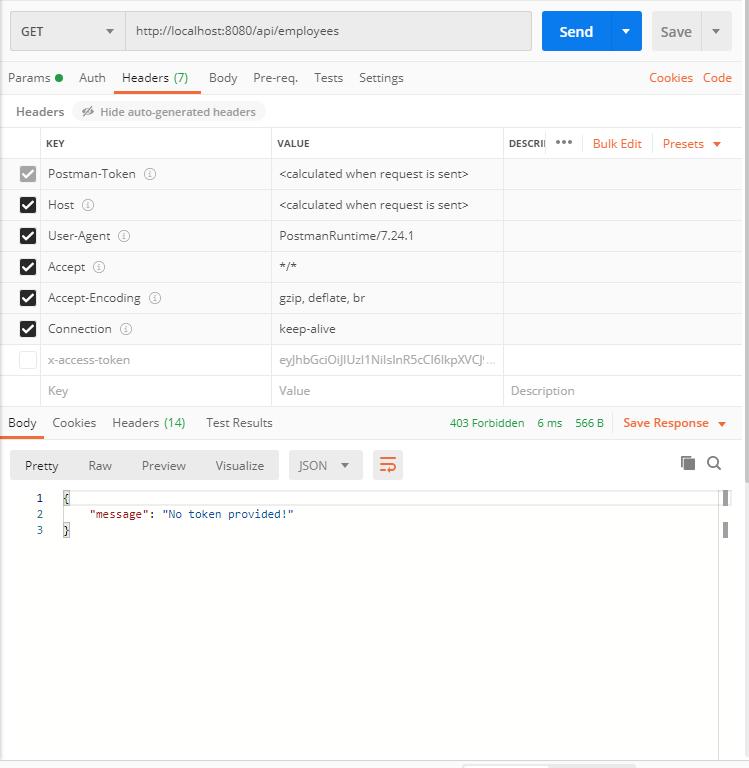 GET http://localhost:8080/api/employees Send Save
Params Auth Headers (7) Body Pre-req. Tests Settings Cookies Code
Headers Hide auto-generated headers
KEY VALUE DESCRI ••• Bulk Edit Presets
Postman-Token <calculated when request is sent>
Host <calculated when request is sent>
User-Agent PostmanRuntime/7.24.1
Accept */*
Accept-Encoding gzip, deflate, br
Connection keep-alive
x-access-token eyJhbGciOiJIUzI1NiIsInR5cCI6IkpXVCJ9...
Key Value Description
Body Cookies Headers (14) Test Results 403 Forbidden 6 ms 566 B Save Response
Pretty Raw Preview Visualize JSON
1 {
2 "message": "No token provided!"
3 }